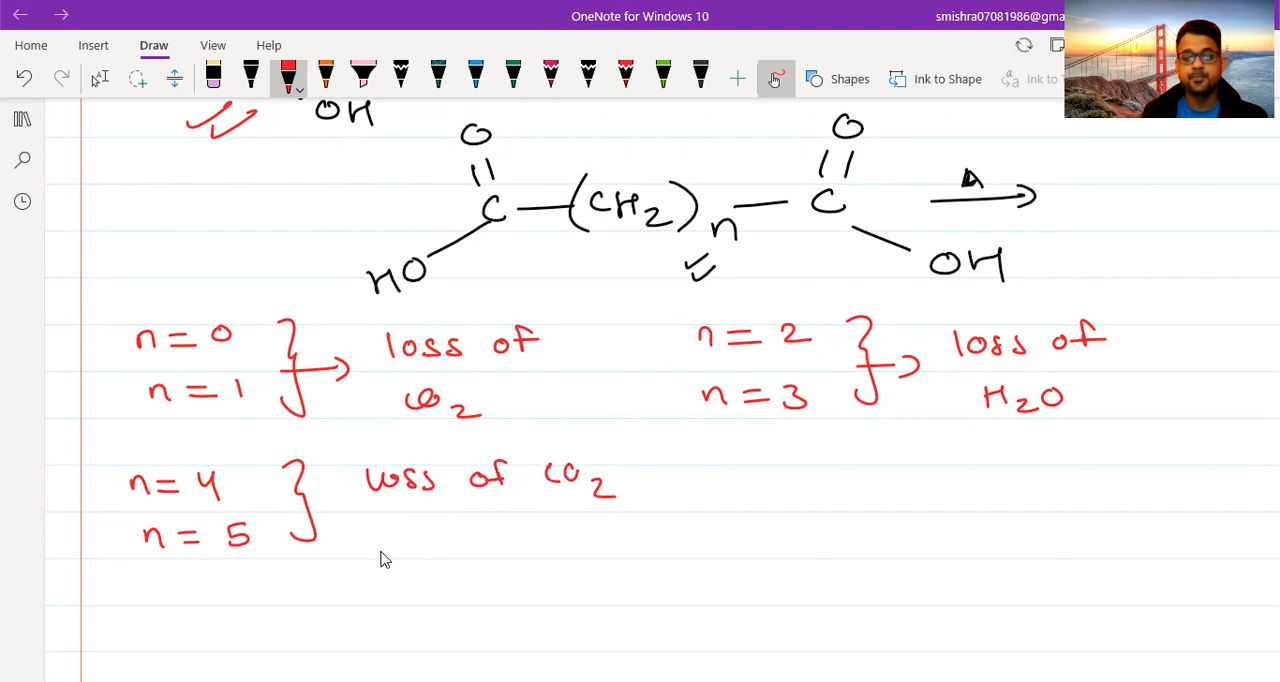 OneNote for Windows 10
smishra07081986@gma
Home Insert Draw View Help
Shapes Ink to Shape Ink to
OH
O O
|| ||
C — (CH2)n — C Δ →
HO OH
n = 0 } → loss of
n = 1 CO2
n = 2 } → loss of
n = 3 H2O
n = 4 } loss of CO2
n = 5